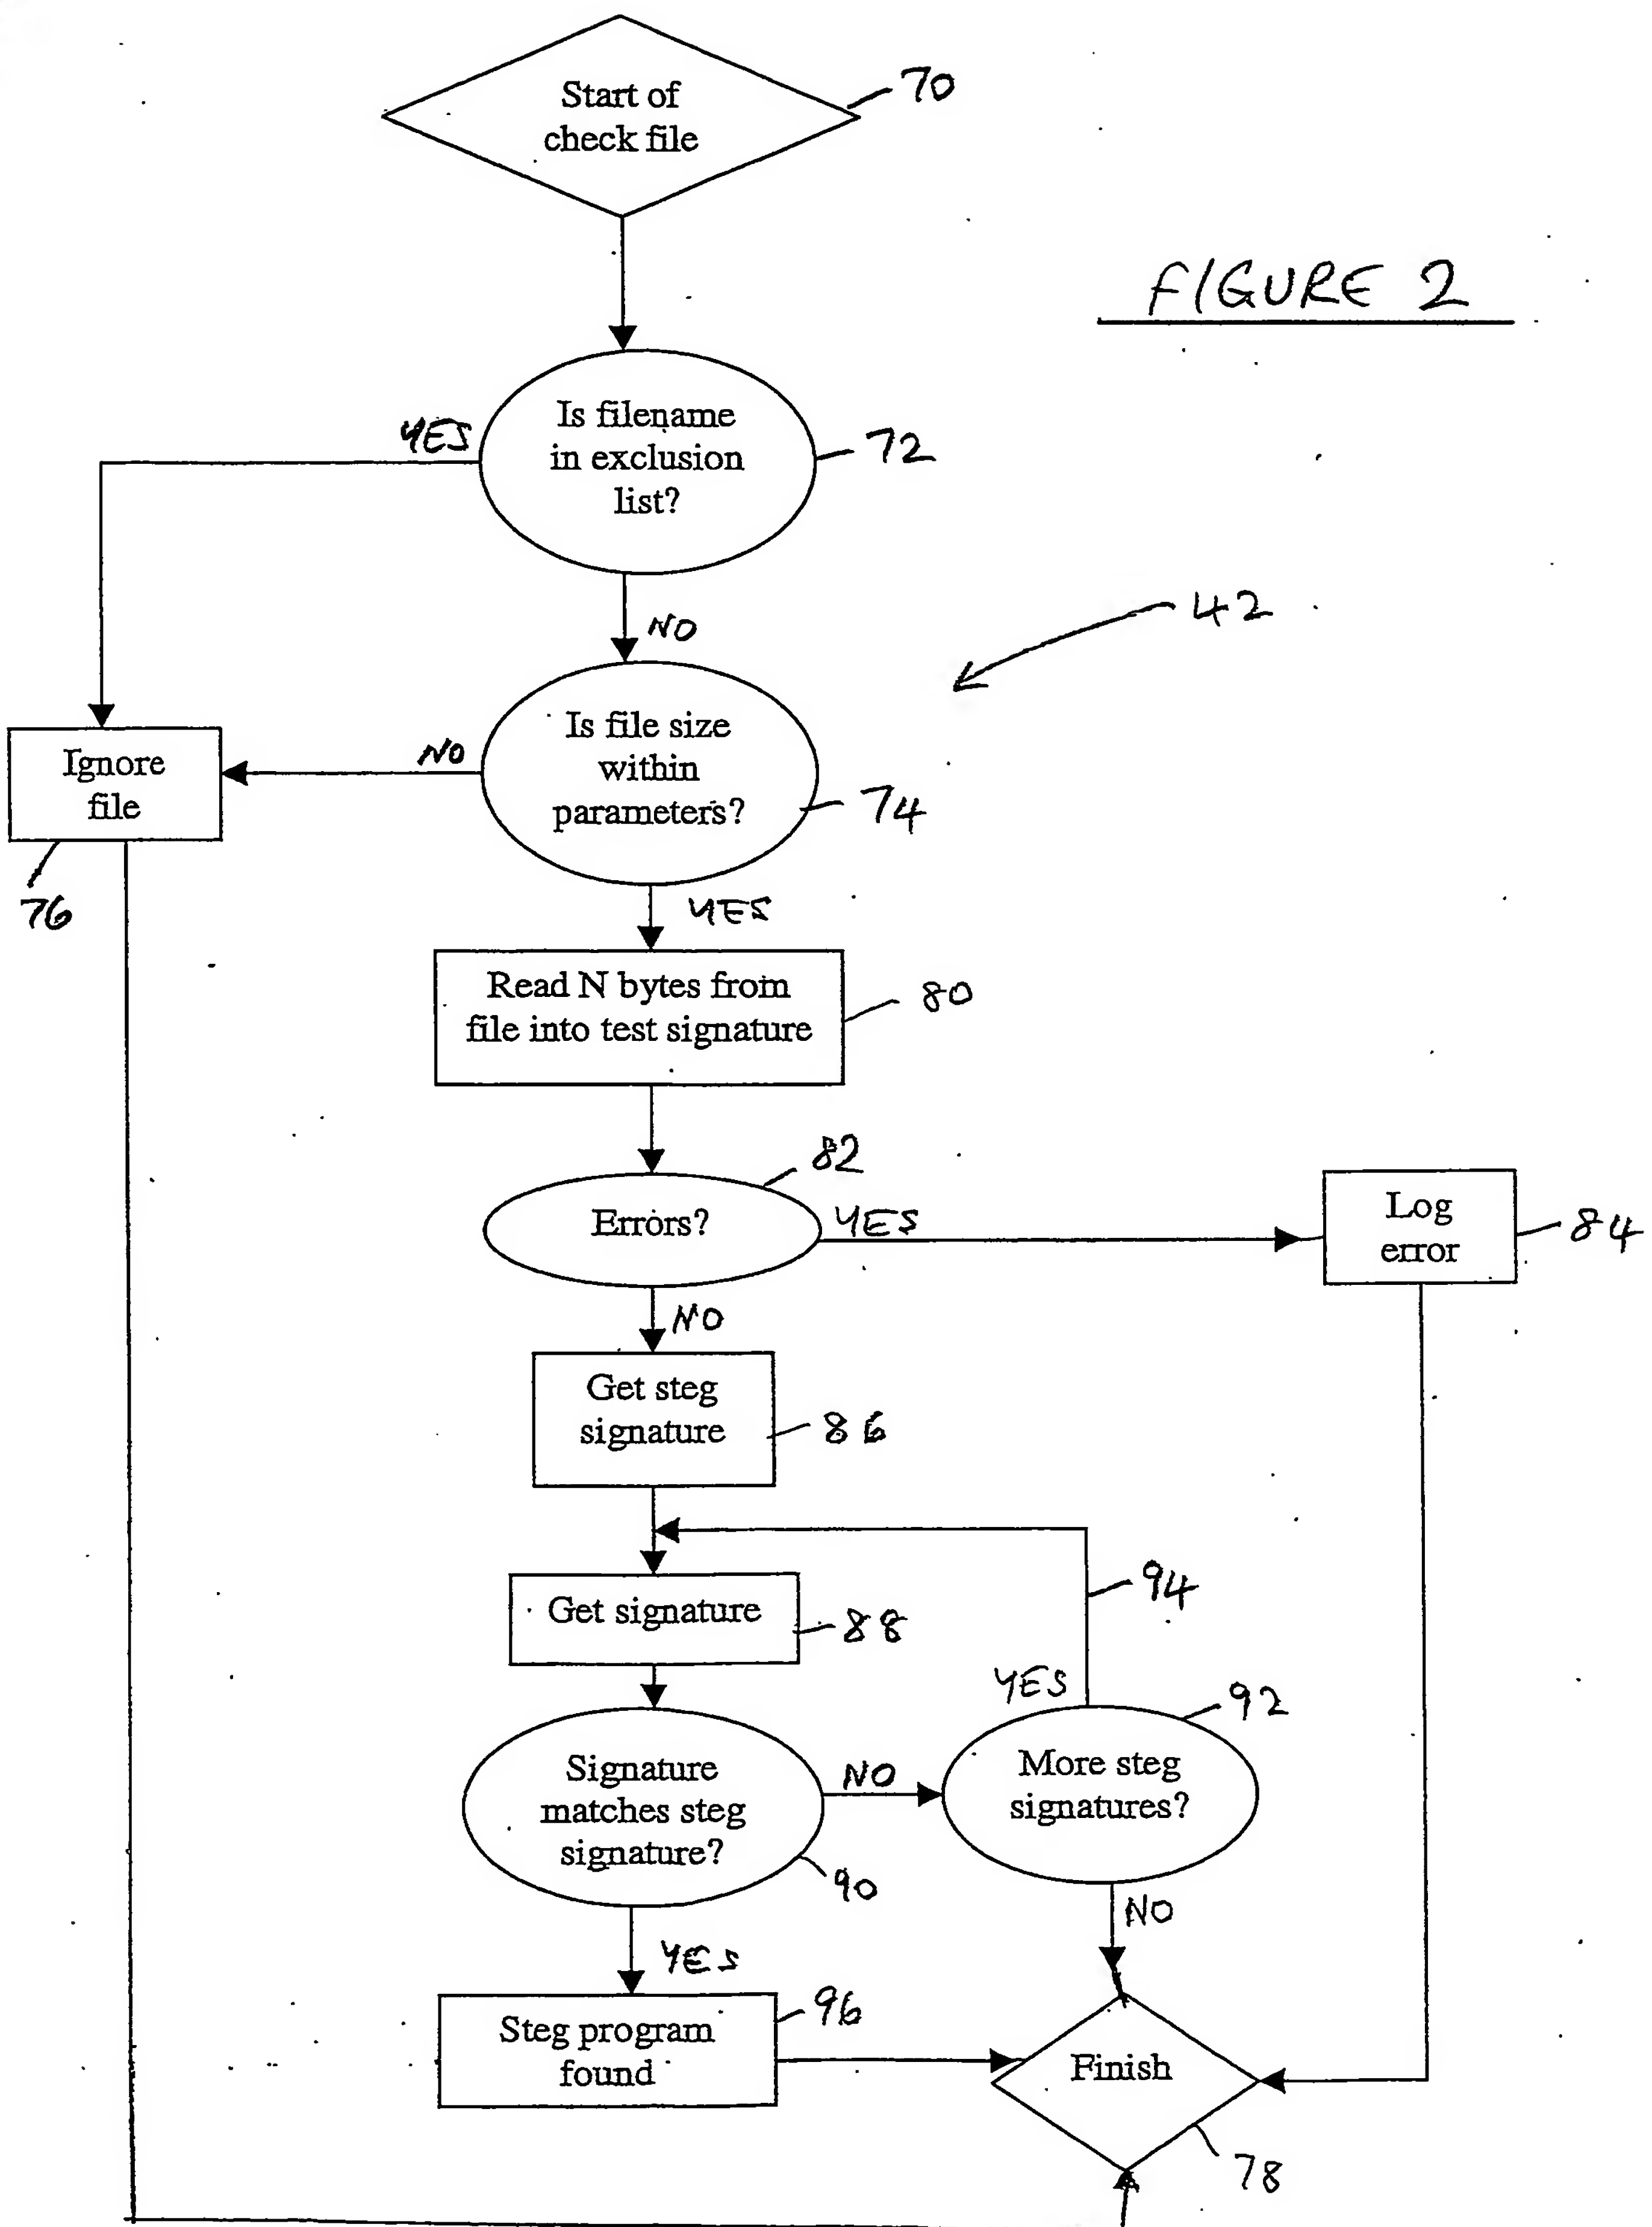 Start of
check file
70
FIGURE 2
Is filename
in exclusion
list?
YES
72
NO
42
Is file size
within
parameters?
NO
74
Ignore
file
76
YES
Read N bytes from
file into test signature
80
82
Errors?
YES
Log
error
84
NO
Get steg
signature
86
94
Get signature
88
YES
92
Signature
matches steg
signature?
NO
More steg
signatures?
90
NO
YES
96
Steg program
found
Finish
78